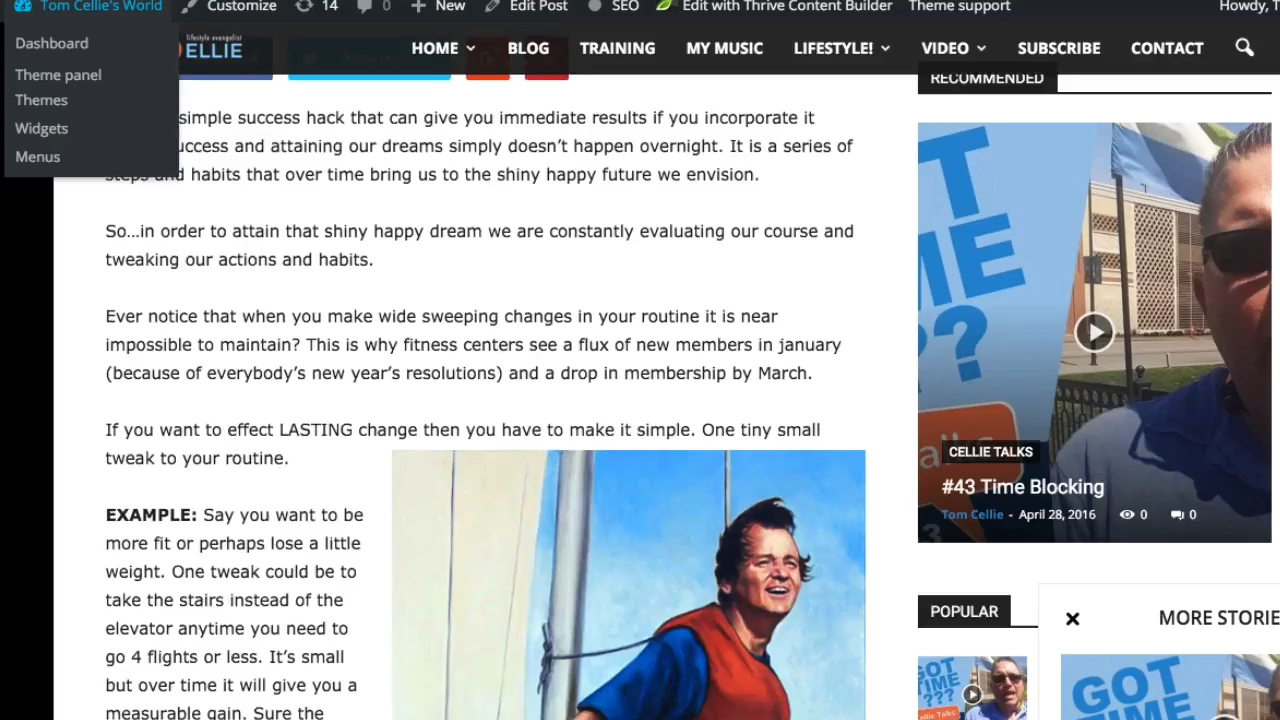 Tom Cellie's World Customize 14 0 New Edit Post SEO Edit with Thrive Content Builder Theme support Howdy, T
Dashboard
Theme panel
Themes
Widgets
Menus
lifestyle evangelist
ELLIE
HOME BLOG TRAINING MY MUSIC LIFESTYLE! VIDEO SUBSCRIBE CONTACT
simple success hack that can give you immediate results if you incorporate it
uccess and attaining our dreams simply doesn’t happen overnight. It is a series of
steps and habits that over time bring us to the shiny happy future we envision.
So…in order to attain that shiny happy dream we are constantly evaluating our course and
tweaking our actions and habits.
Ever notice that when you make wide sweeping changes in your routine it is near
impossible to maintain? This is why fitness centers see a flux of new members in january
(because of everybody’s new year’s resolutions) and a drop in membership by March.
If you want to effect LASTING change then you have to make it simple. One tiny small
tweak to your routine.
EXAMPLE: Say you want to be
more fit or perhaps lose a little
weight. One tweak could be to
take the stairs instead of the
elevator anytime you need to
go 4 flights or less. It’s small
but over time it will give you a
measurable gain. Sure the
RECOMMENDED
T
ME
??
alks
3
CELLIE TALKS
#43 Time Blocking
Tom Cellie - April 28, 2016 0 0
POPULAR
GOT
TIME
???
Cellie Talks
MORE STORIE
GOT
TIME